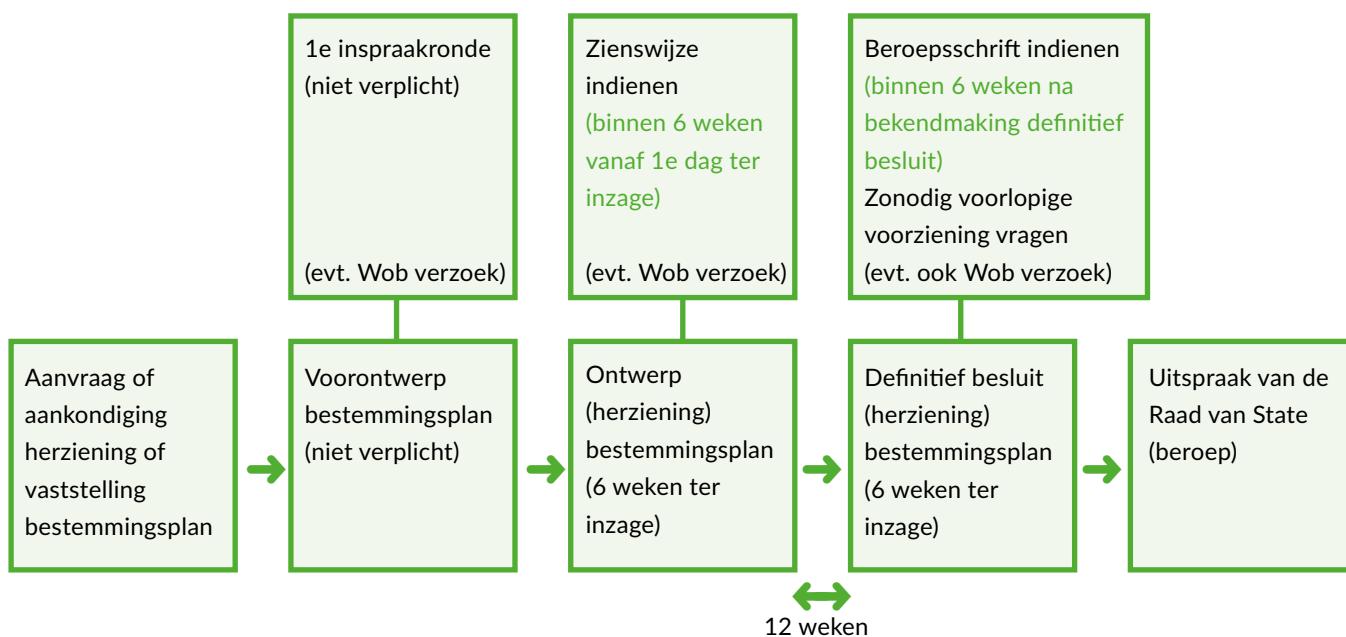 1e inspraakronde
(niet verplicht)
(evt. Wob verzoek)
Zienswijze
indienen
(binnen 6 weken
vanaf 1e dag ter
inzage)
(evt. Wob verzoek)
Beroepsschrift indienen
(binnen 6 weken na
bekendmaking definitief
besluit)
Zonodig voorlopige
voorziening vragen
(evt. ook Wob verzoek)
Aanvraag of
aankondiging
herziening of
vaststelling
bestemmingsplan
Voorontwerp
bestemmingsplan
(niet verplicht)
Ontwerp
(herziening)
bestemmingsplan
(6 weken ter
inzage)
Definitief besluit
(herziening)
bestemmingsplan
(6 weken ter
inzage)
Uitspraak van de
Raad van State
(beroep)
12 weken